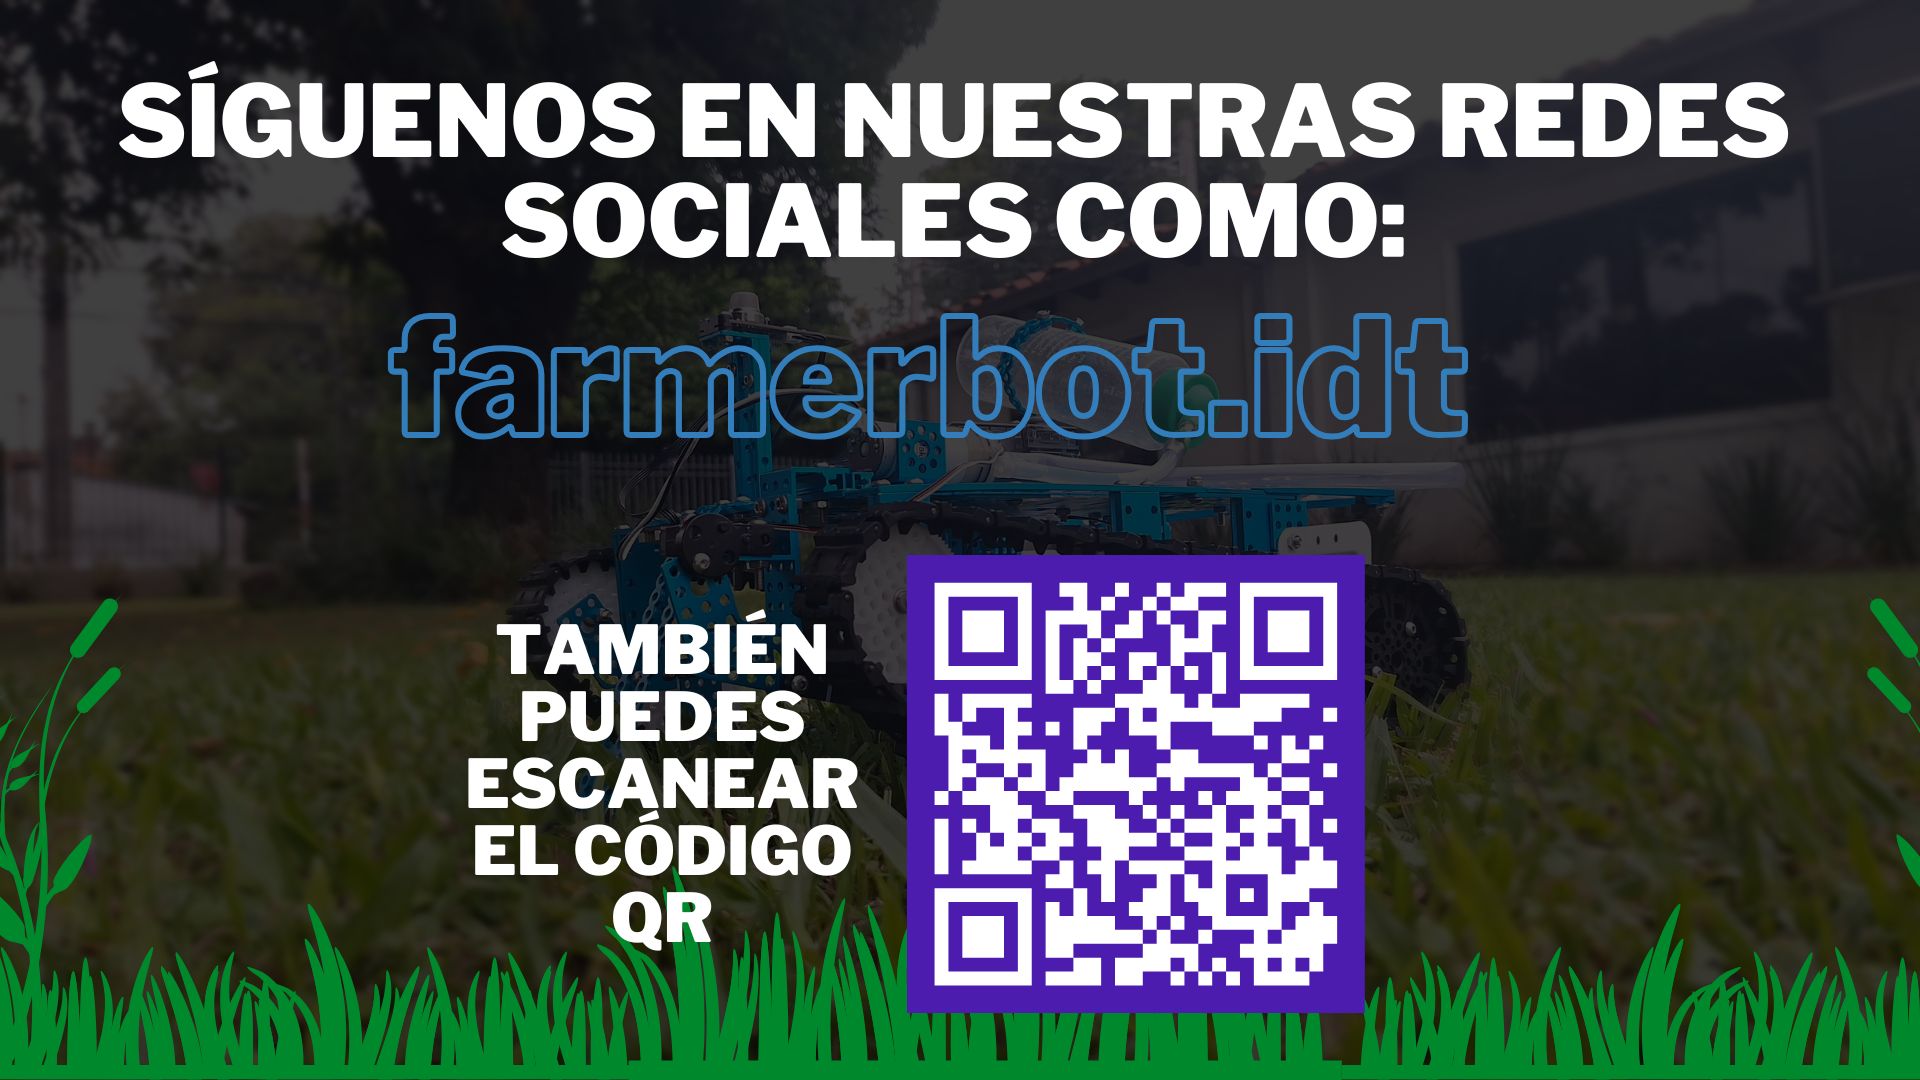 SÍGUENOS EN NUESTRAS REDES
SOCIALES COMO:
farmerbot.idt
TAMBIÉN
PUEDES
ESCANEAR
EL CÓDIGO
QR